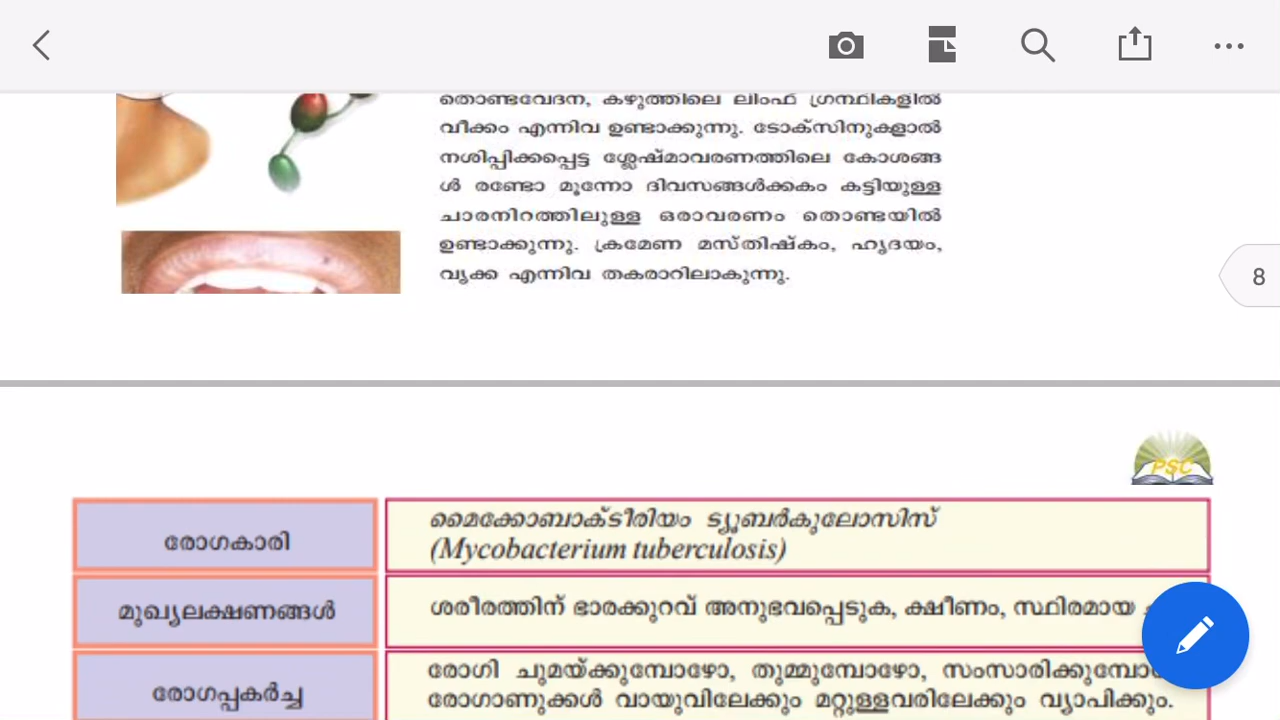 തൊണ്ടവേദന, കഴുത്തിലെ ലിംഫ് ഗ്രന്ഥികളിൽ
വീക്കം എന്നിവ ഉണ്ടാക്കുന്നു. ടോക്സിനുകളാൽ
നശിപ്പിക്കപ്പെട്ട ശ്ലേഷ്മാവരണത്തിലെ കോശങ്ങ
ൾ രണ്ടോ മൂന്നോ ദിവസങ്ങൾക്കകം കട്ടിയുള്ള
ചാരനിറത്തിലുള്ള ഒരാവരണം തൊണ്ടയിൽ
ഉണ്ടാക്കുന്നു. ക്രമേണ മസ്തിഷ്കം, ഹൃദയം,
വൃക്ക എന്നിവ തകരാറിലാകുന്നു.
8
PSC
രോഗകാരി
മൈക്കോബാക്ടീരിയം ട്യൂബർകുലോസിസ്
(Mycobacterium tuberculosis)
മുഖ്യലക്ഷണങ്ങൾ
ശരീരത്തിന് ഭാരക്കുറവ് അനുഭവപ്പെടുക, ക്ഷീണം, സ്ഥിരമായ
രോഗപ്പകർച്ച
രോഗി ചുമയ്ക്കുമ്പോഴോ, തുമ്മുമ്പോഴോ,
രോഗാണുക്കൾ വായുവിലേക്കും മറ്റുള്ളവരിലേക്കും വ്യാപിക്കും.